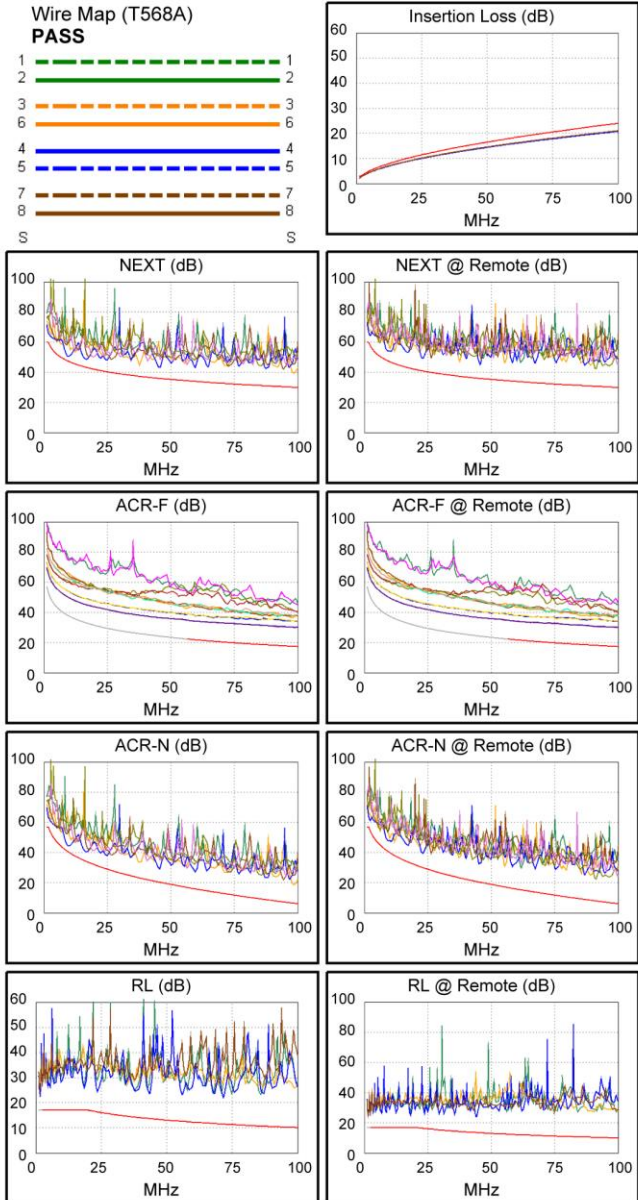 Wire Map (T568A)
PASS
1 1
2 2
3 3
6 6
4 4
5 5
7 7
8 8
S S
Insertion Loss (dB)
60
50
40
30
20
10
0
0 25 50 75 100
MHz
NEXT (dB)
100
80
60
40
20
0
0 25 50 75 100
MHz
NEXT @ Remote (dB)
100
80
60
40
20
0
0 25 50 75 100
MHz
ACR-F (dB)
100
80
60
40
20
0
0 25 50 75 100
MHz
ACR-F @ Remote (dB)
100
80
60
40
20
0
0 25 50 75 100
MHz
ACR-N (dB)
100
80
60
40
20
0
0 25 50 75 100
MHz
ACR-N @ Remote (dB)
100
80
60
40
20
0
0 25 50 75 100
MHz
RL (dB)
60
50
40
30
20
10
0
0 25 50 75 100
MHz
RL @ Remote (dB)
100
80
60
40
20
0
0 25 50 75 100
MHz